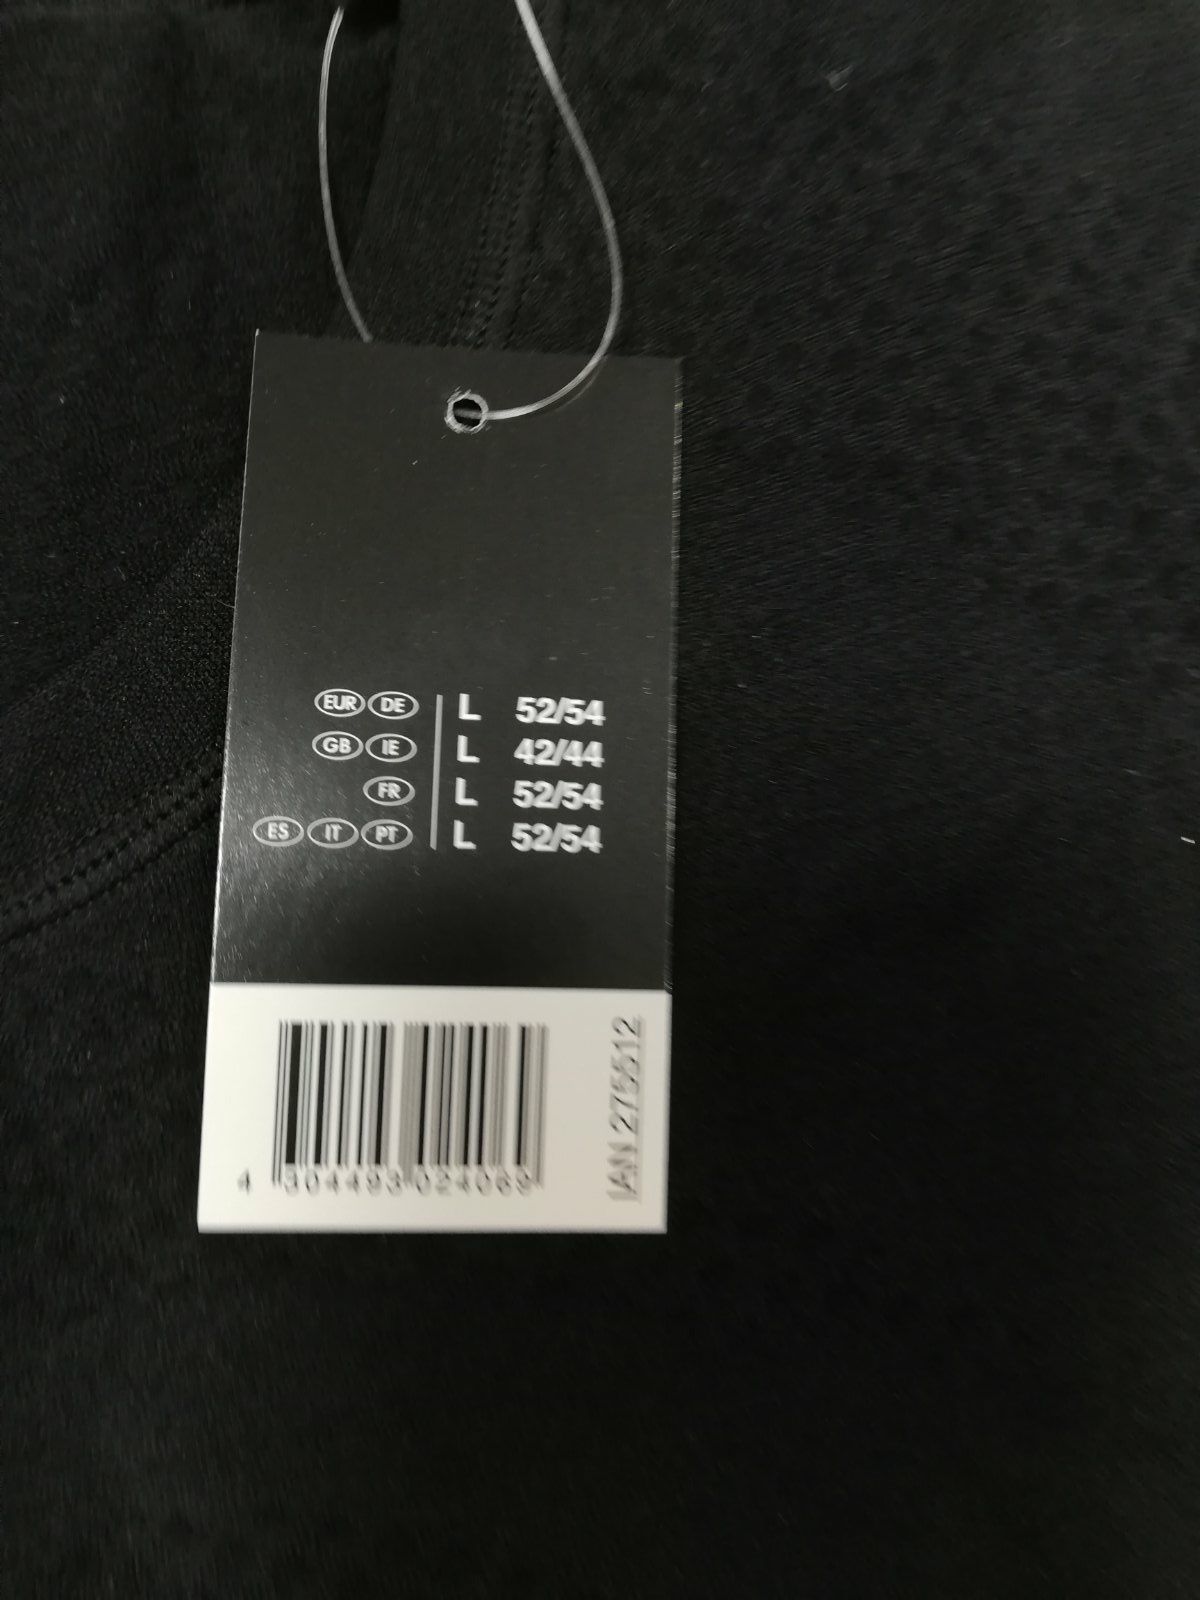 EUR DE L 52/54
GB IE L 42/44
FR L 52/54
ES IT PT L 52/54
IAN 275512
4 304493 024089